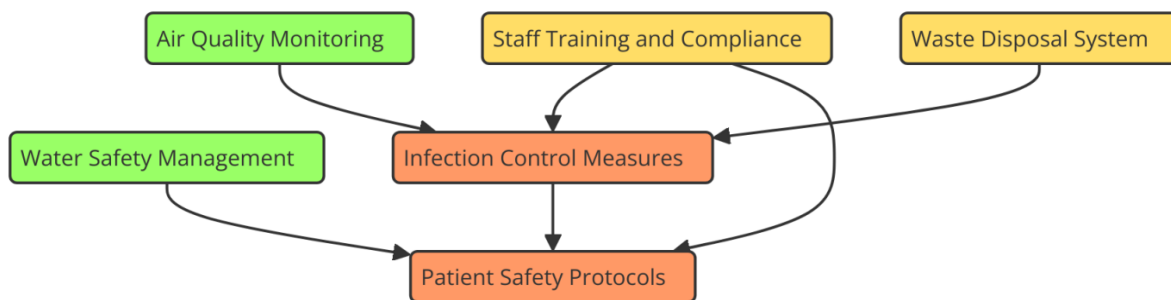 Air Quality Monitoring
Staff Training and Compliance
Waste Disposal System
Water Safety Management
Infection Control Measures
Patient Safety Protocols